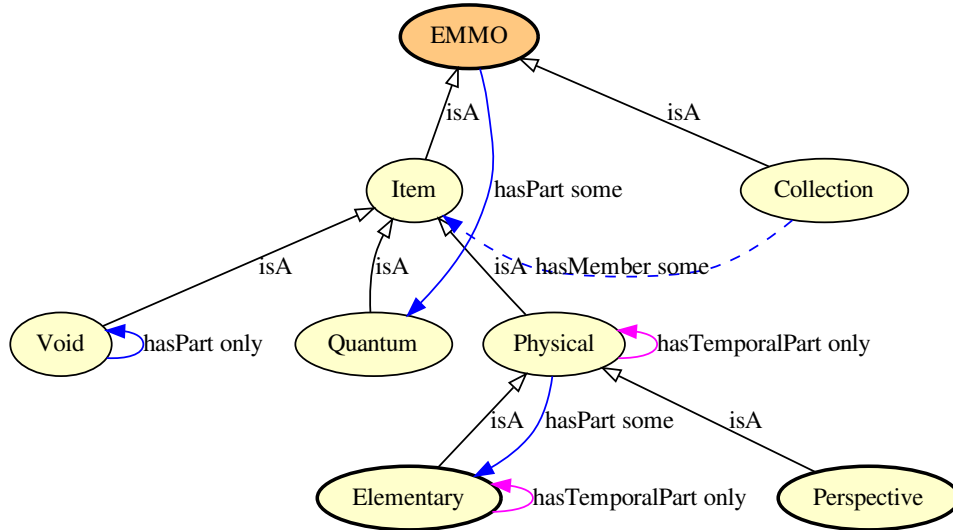 EMMO
isA
isA
Item
hasPart some
Collection
isA
isA
isA
hasMember some
Void
hasPart only
Quantum
Physical
hasTemporalPart only
isA
hasPart some
isA
Elementary
hasTemporalPart only
Perspective